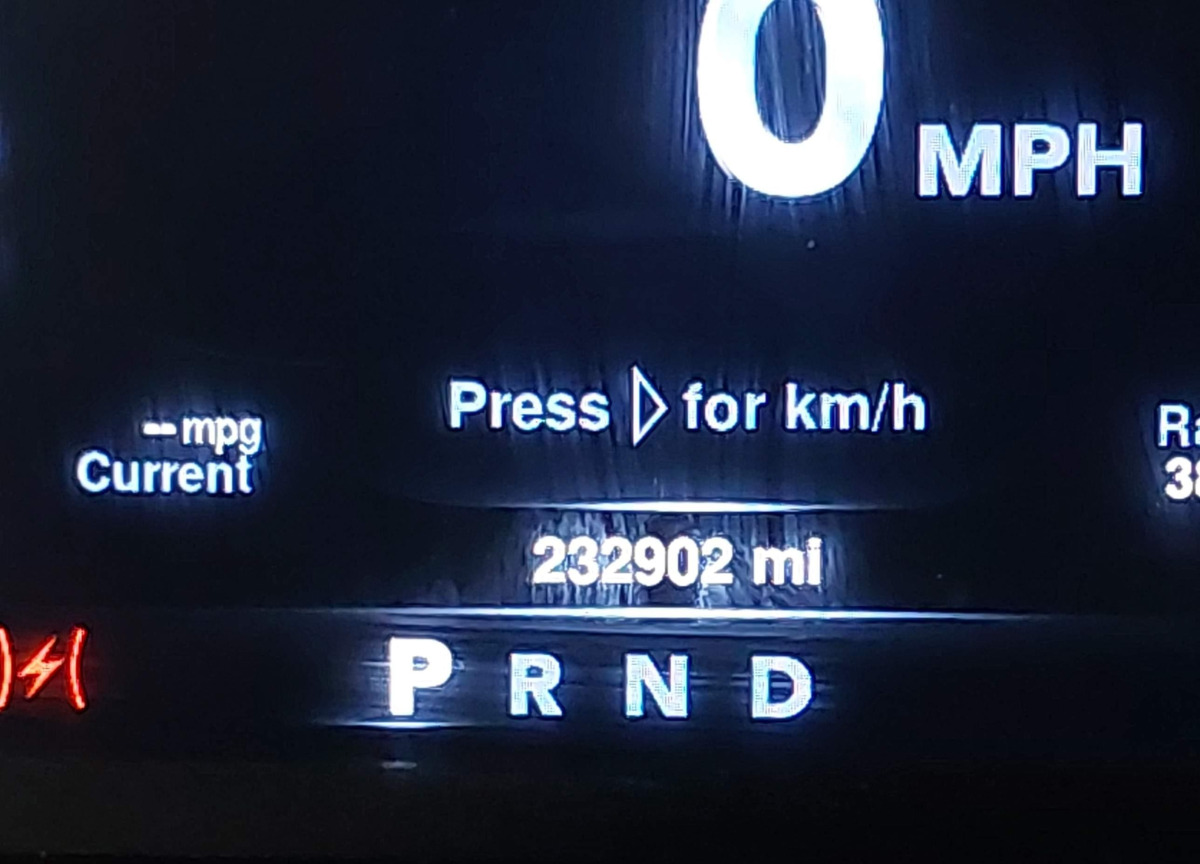 0 MPH
Press ▷ for km/h
-- mpg
Current
232902 mi
P R N D